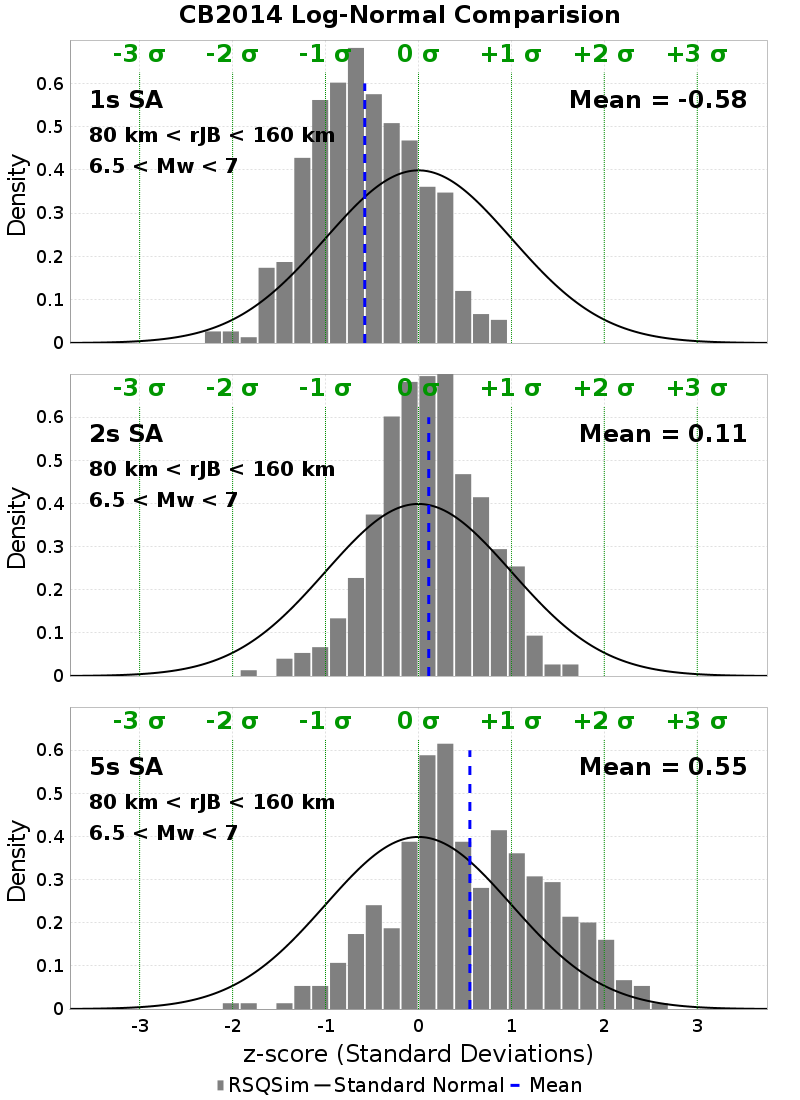 CB2014 Log-Normal Comparision
-3 σ -2 σ -1 σ 0 σ +1 σ +2 σ +3 σ
1s SA Mean = -0.58
80 km < rJB < 160 km
6.5 < Mw < 7
0.6
0.5
0.4
0.3
0.2
0.1
0
Density
-3 σ -2 σ -1 σ 0 σ +1 σ +2 σ +3 σ
2s SA Mean = 0.11
80 km < rJB < 160 km
6.5 < Mw < 7
0.6
0.5
0.4
0.3
0.2
0.1
0
Density
-3 σ -2 σ -1 σ 0 σ +1 σ +2 σ +3 σ
5s SA Mean = 0.55
80 km < rJB < 160 km
6.5 < Mw < 7
0.6
0.5
0.4
0.3
0.2
0.1
0
Density
-3 -2 -1 0 1 2 3
z-score (Standard Deviations)
RSQSim Standard Normal Mean